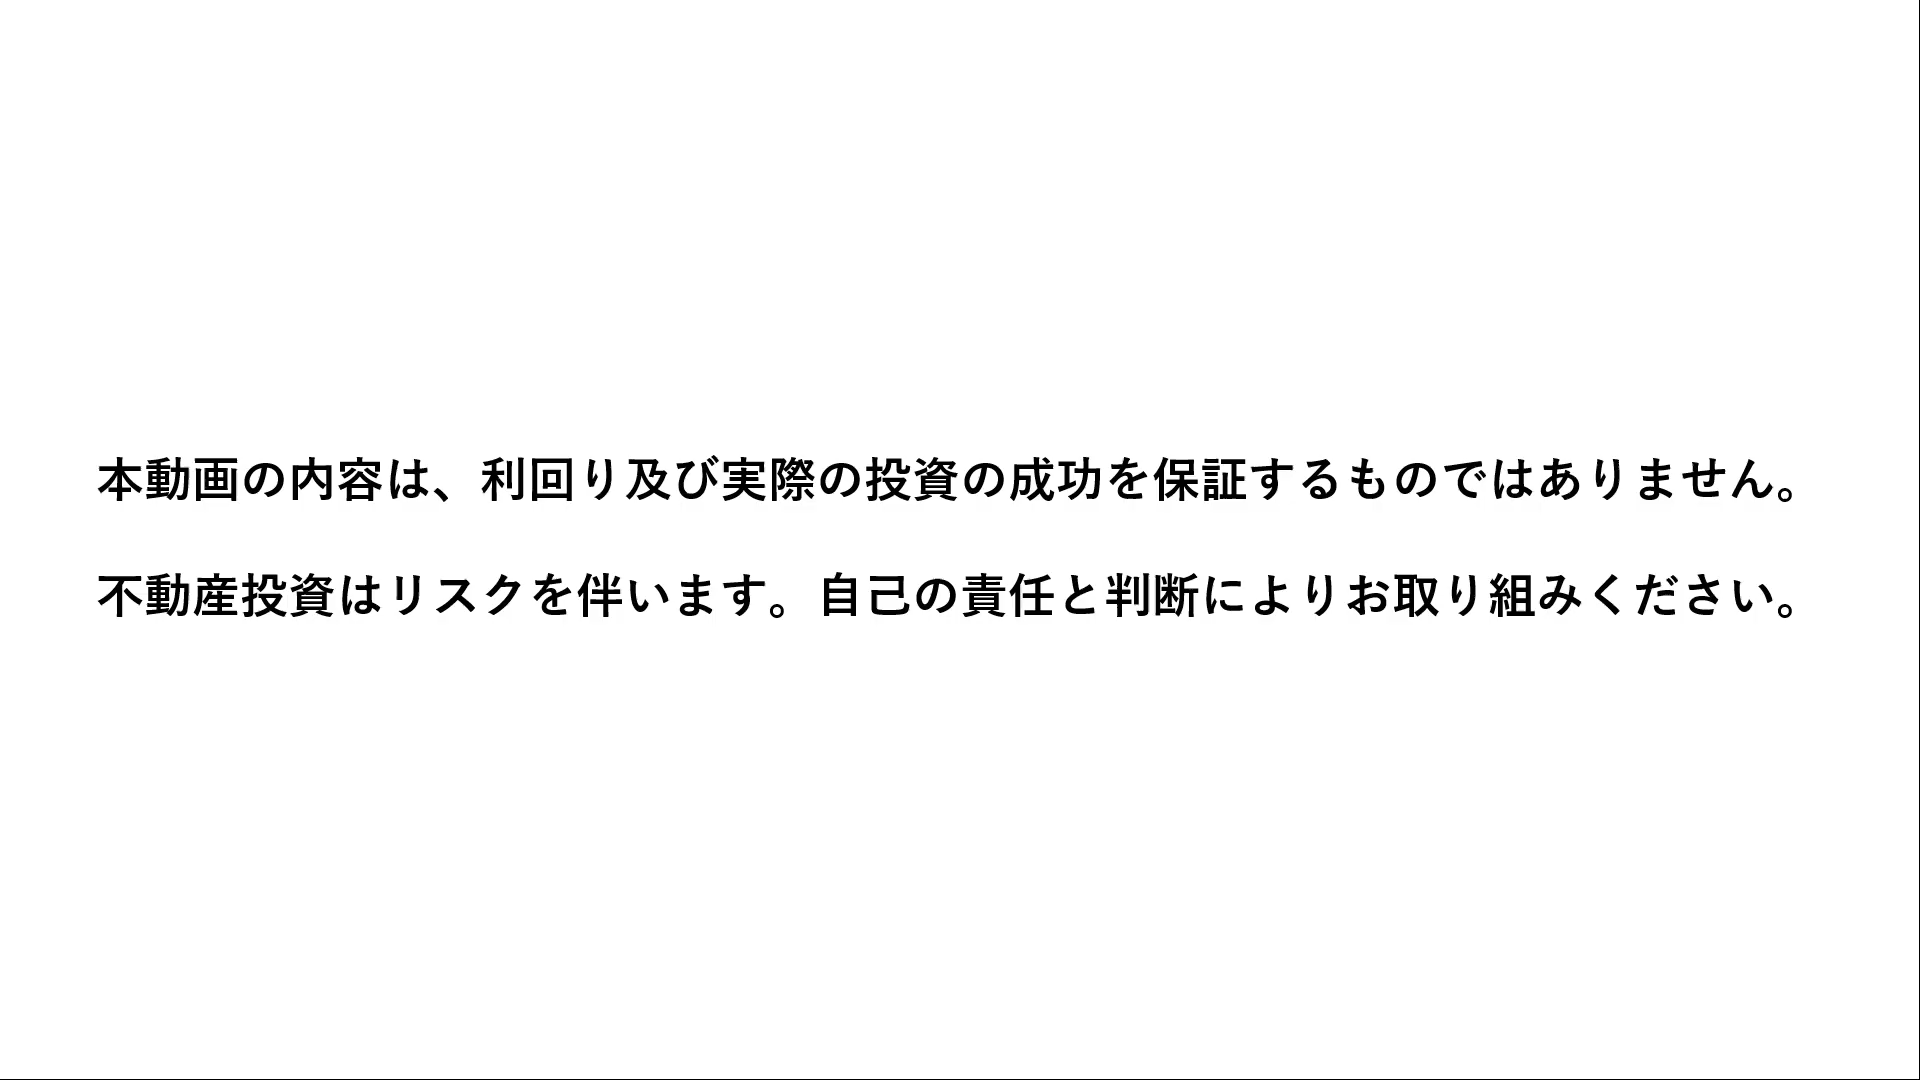 本動画の内容は、利回り及び実際の投資の成功を保証するものではありません。
不動産投資はリスクを伴います。自己の責任と判断によりお取り組みください。